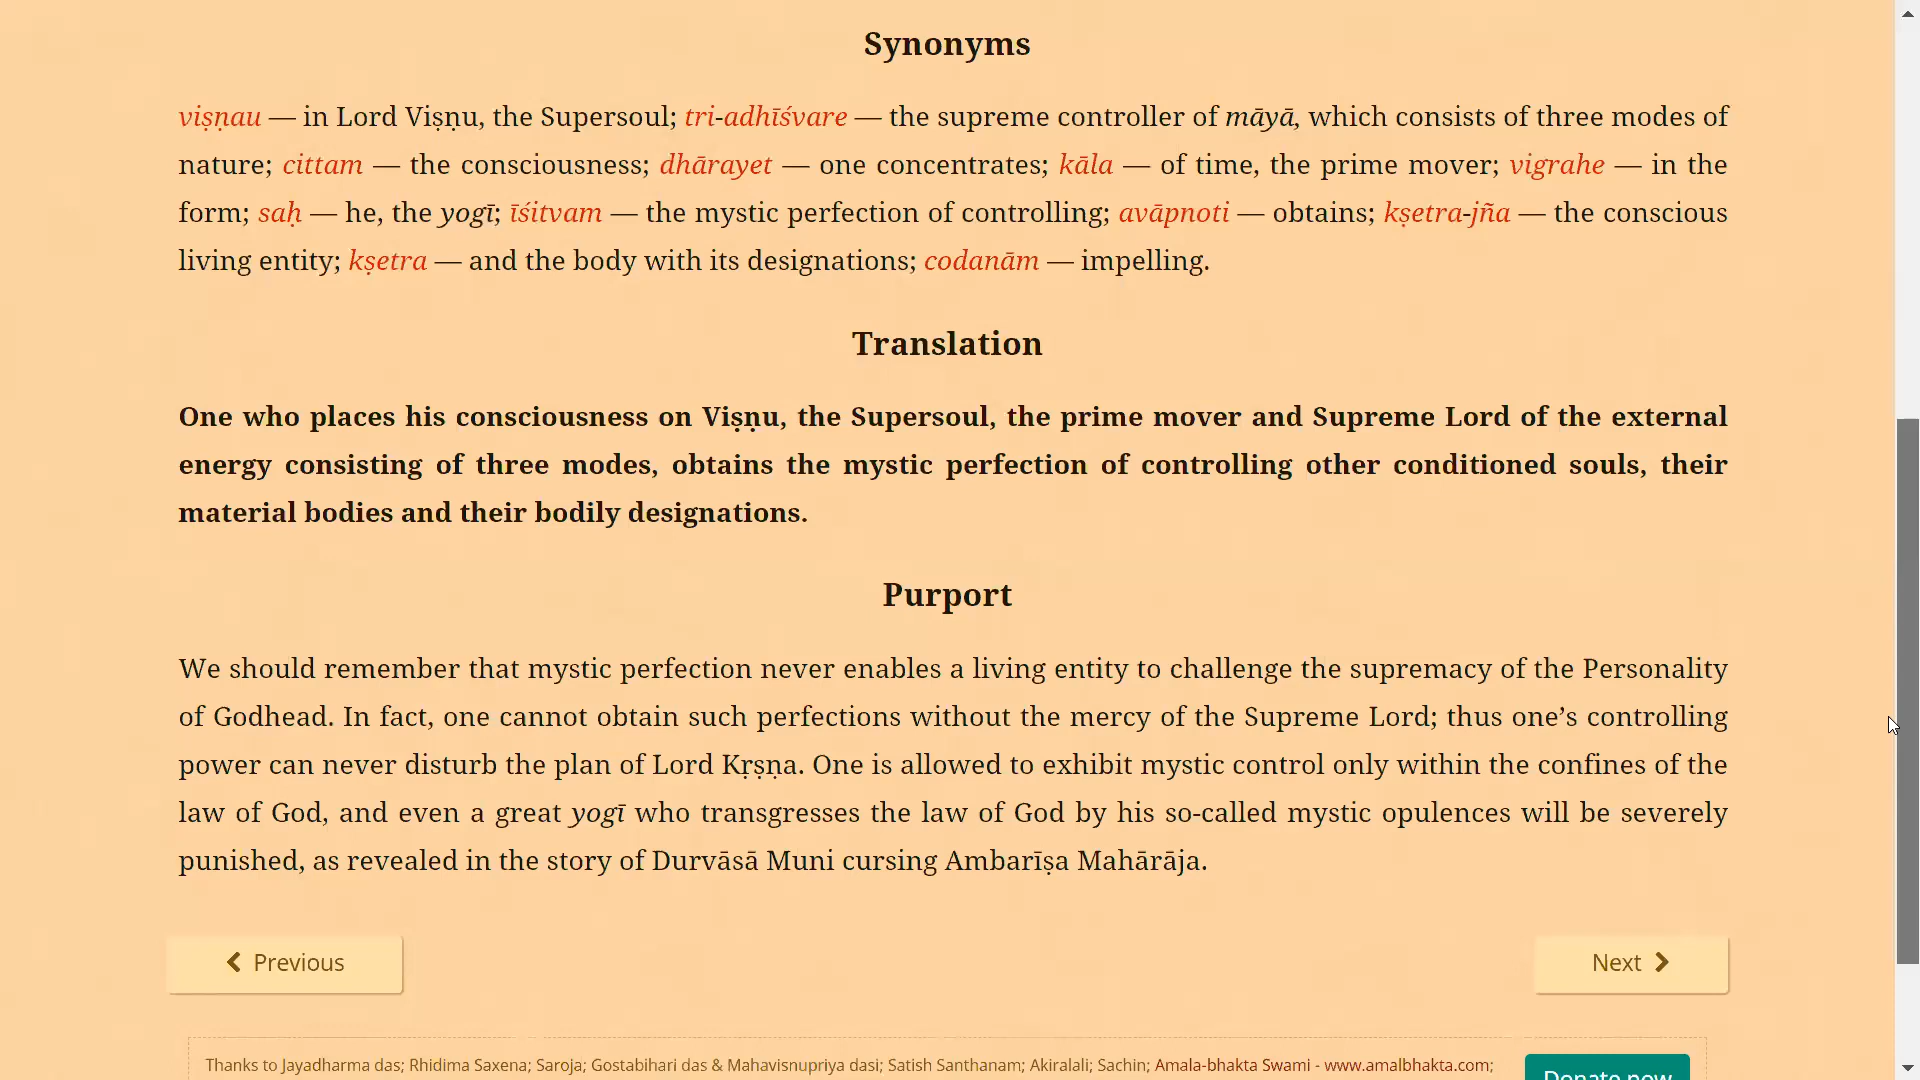 Synonyms
viṣṇau — in Lord Viṣṇu, the Supersoul; tri-adhīśvare — the supreme controller of māyā, which consists of three modes of
nature; cittam — the consciousness; dhārayet — one concentrates; kāla — of time, the prime mover; vigrahe — in the
form; saḥ — he, the yogī; īśitvam — the mystic perfection of controlling; avāpnoti — obtains; kṣetra-jña — the conscious
living entity; kṣetra — and the body with its designations; codanām — impelling.
Translation
One who places his consciousness on Viṣṇu, the Supersoul, the prime mover and Supreme Lord of the external
energy consisting of three modes, obtains the mystic perfection of controlling other conditioned souls, their
material bodies and their bodily designations.
Purport
We should remember that mystic perfection never enables a living entity to challenge the supremacy of the Personality
of Godhead. In fact, one cannot obtain such perfections without the mercy of the Supreme Lord; thus one’s controlling
power can never disturb the plan of Lord Kṛṣṇa. One is allowed to exhibit mystic control only within the confines of the
law of God, and even a great yogī who transgresses the law of God by his so-called mystic opulences will be severely
punished, as revealed in the story of Durvāsā Muni cursing Ambarīṣa Mahārāja.
Previous
Next
Thanks to Jayadharma das; Rhidima Saxena; Saroja; Gostabihari das & Mahavisnupriya dasi; Satish Santhanam; Akiralali; Sachin; Amala-bhakta Swami - www.amalbhakta.com;
Donate now